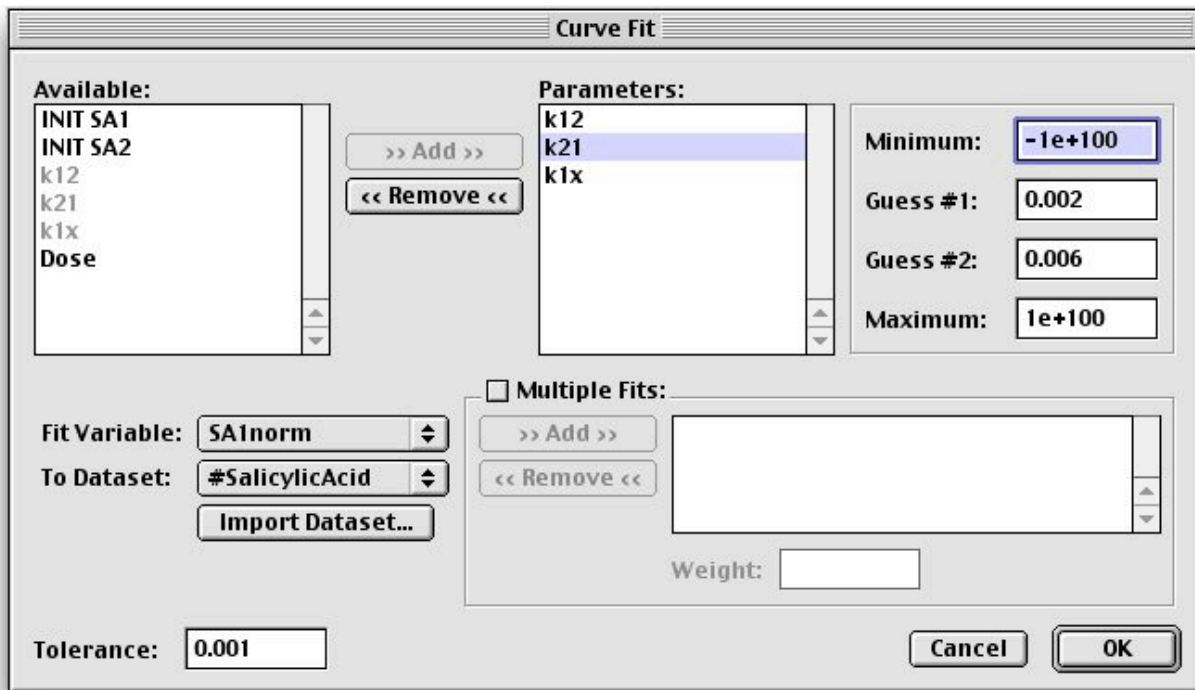 Curve Fit
Available:
INIT SA1
INIT SA2
k12
k21
k1x
Dose
>> Add >>
<< Remove <<
Parameters:
k12
k21
k1x
Minimum: -1e+100
Guess #1: 0.002
Guess #2: 0.006
Maximum: 1e+100
Fit Variable: SA1norm
To Dataset: #SalicylicAcid
Import Dataset...
Multiple Fits:
>> Add >>
<< Remove <<
Weight:
Tolerance: 0.001
Cancel
OK